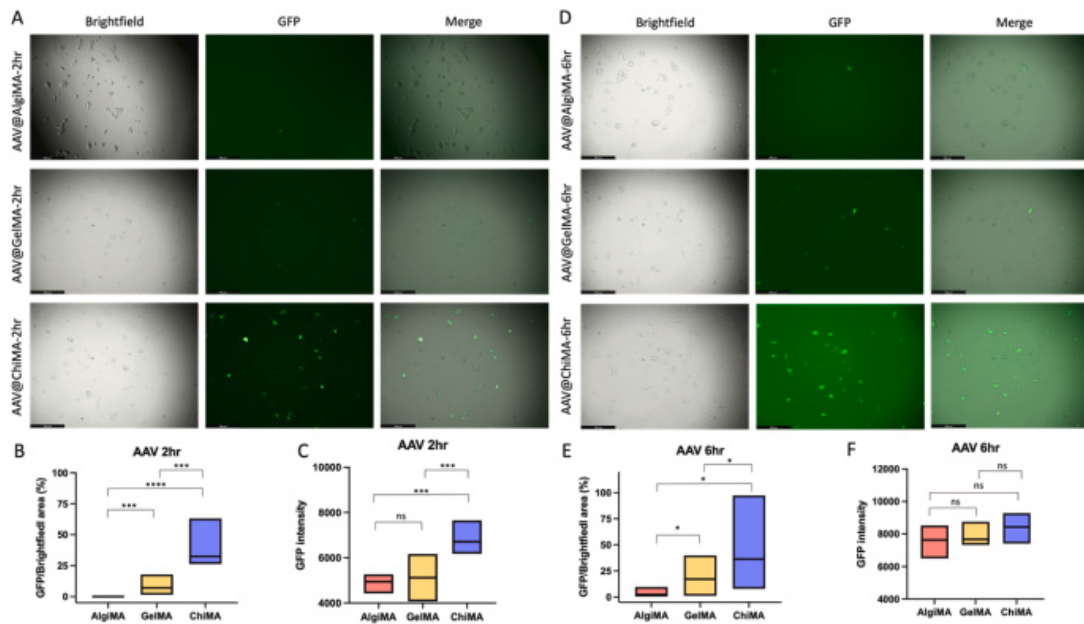 A
Brightfield GFP Merge
AAV@AlgiMA-2hr
AAV@GelMA-2hr
AAV@ChiMA-2hr
D
Brightfield GFP Merge
AAV@AlgiMA-6hr
AAV@GelMA-6hr
AAV@ChiMA-6hr
B
AAV 2hr
GFP/Brightfiedl area (%)
100
75
50
25
0
***
****
***
AlgiMA GelMA ChiMA
C
AAV 2hr
GFP intensity
10000
8000
6000
4000
***
***
ns
AlgiMA GelMA ChiMA
E
AAV 6hr
GFP/Brightfiedl area (%)
100
75
50
25
0
*
*
*
AlgiMA GelMA ChiMA
F
AAV 6hr
GFP intensity
12000
10000
8000
6000
4000
ns
ns
ns
AlgiMA GelMA ChiMA